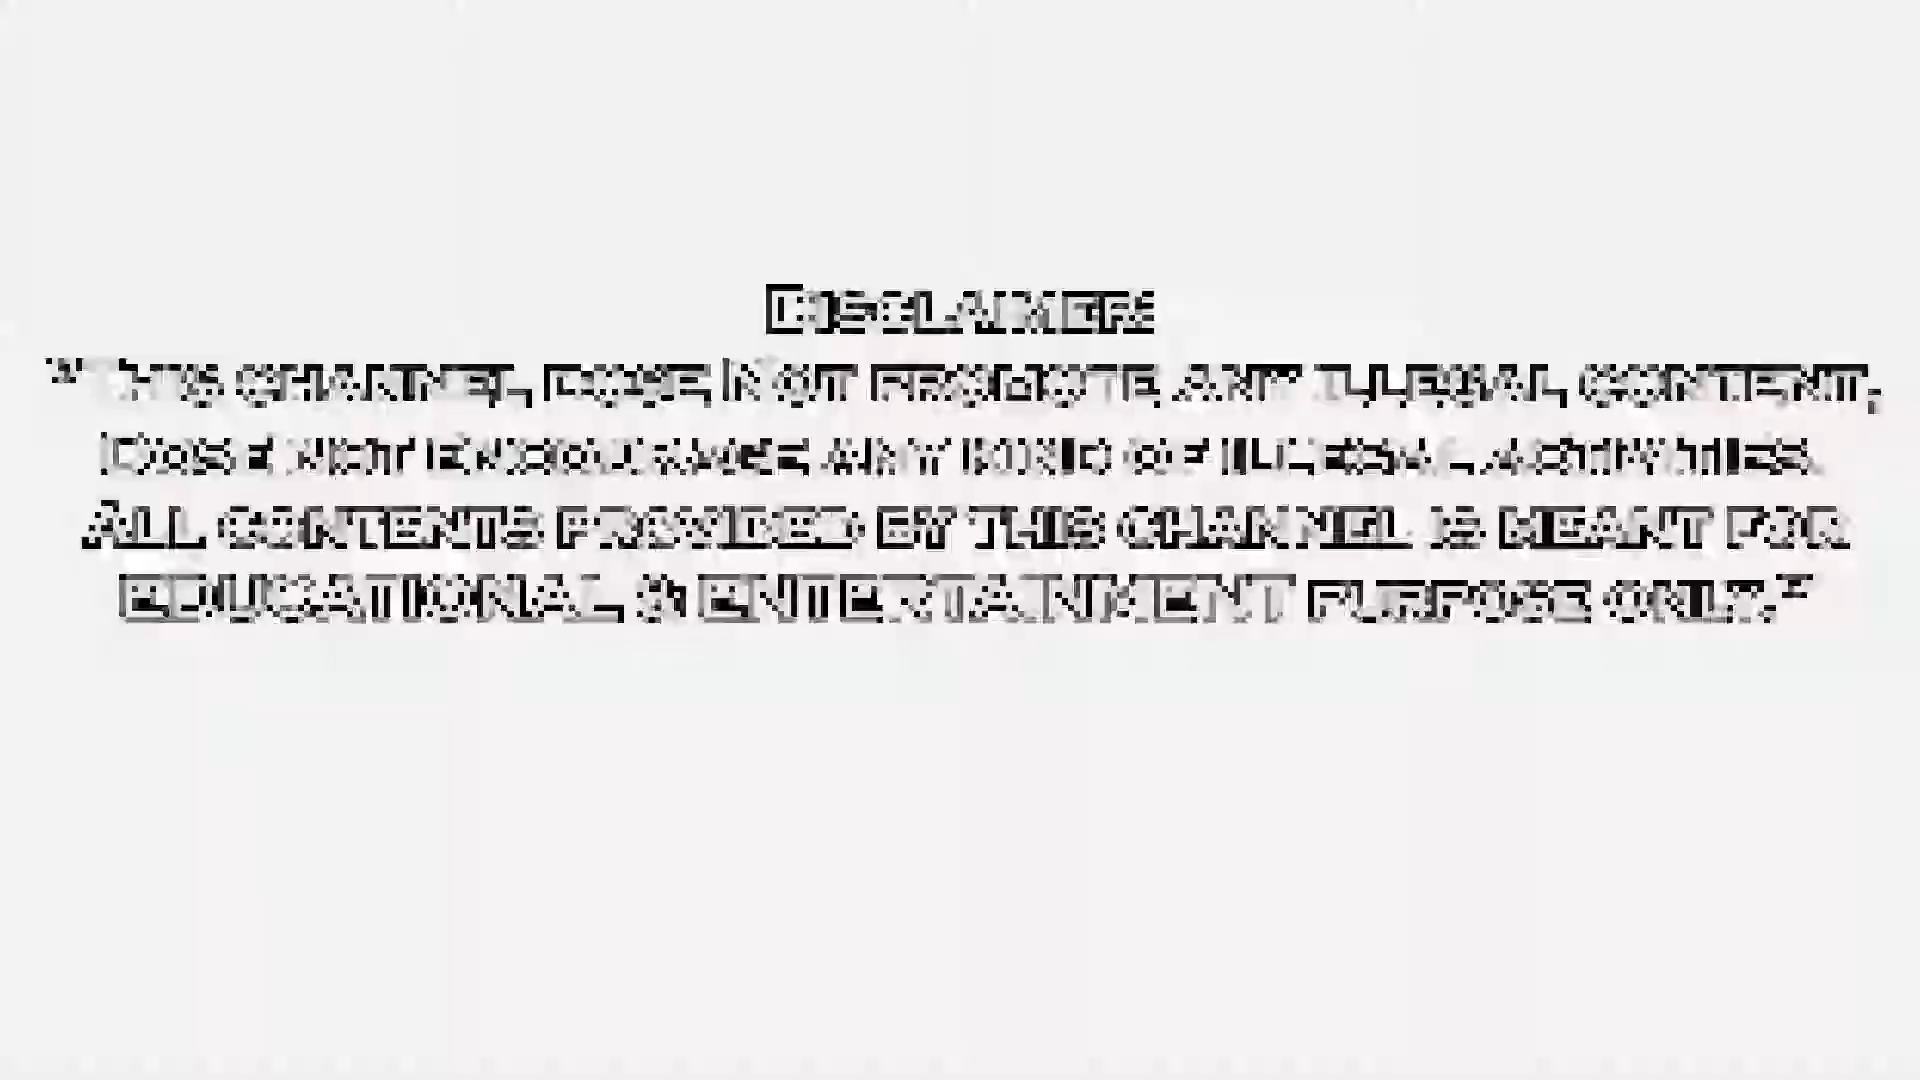 DISCLAIMER:
"THIS CHANNEL DOSE NOT PROMOTE ANY ILLEGAL CONTENT,
DOSE NOT ENCOURAGE ANY KIND OF ILLEGAL ACTIVITIES.
ALL CONTENTS PROVIDED BY THIS CHANNEL IS MEANT FOR
EDUCATIONAL & ENTERTAINMENT PURPOSE ONLY."